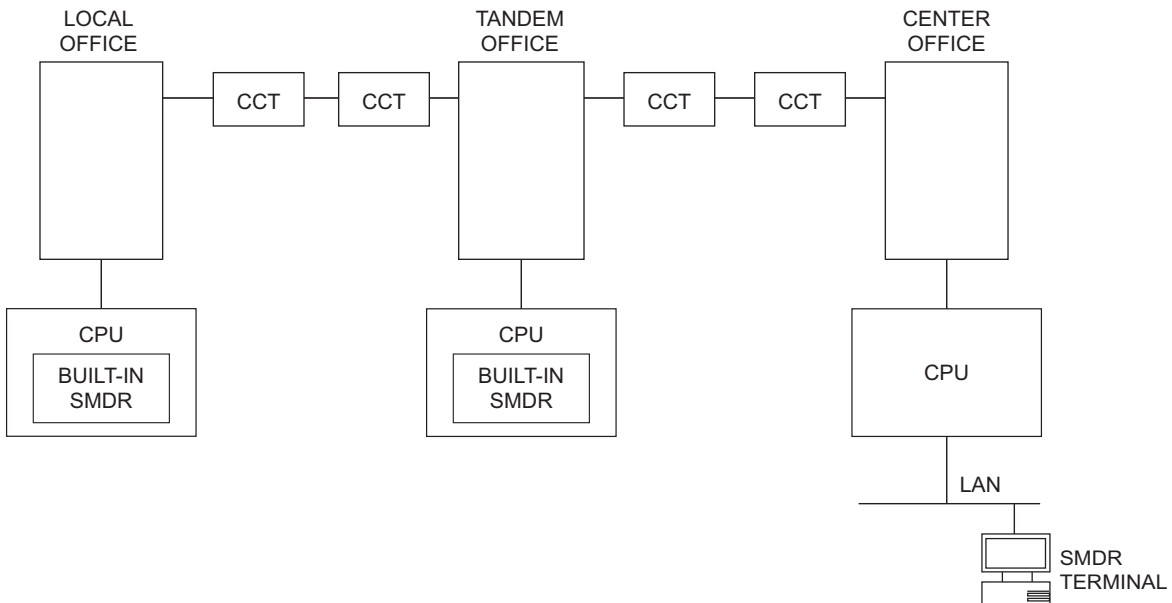 LOCAL
OFFICE
TANDEM
OFFICE
CENTER
OFFICE
CCT
CCT
CCT
CCT
CPU
BUILT-IN
SMDR
CPU
BUILT-IN
SMDR
CPU
LAN
SMDR
TERMINAL